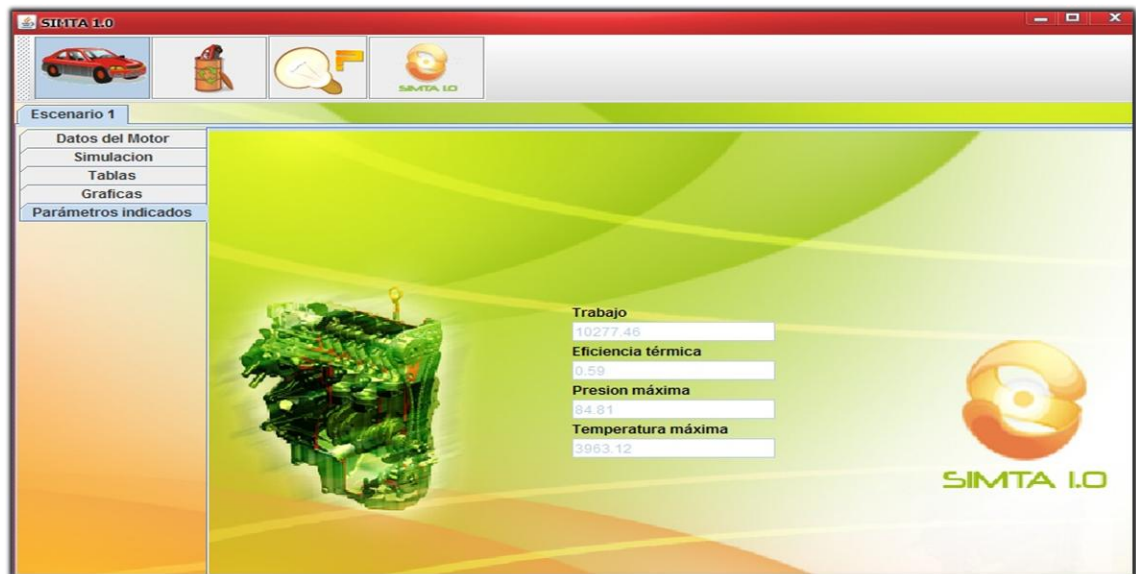 SIMTA 1.0
SIMTA 1.0
Escenario 1
Datos del Motor
Simulacion
Tablas
Graficas
Parámetros indicados
Trabajo
10277.46
Eficiencia térmica
0.59
Presion máxima
84.81
Temperatura máxima
3963.12
SIMTA 1.0